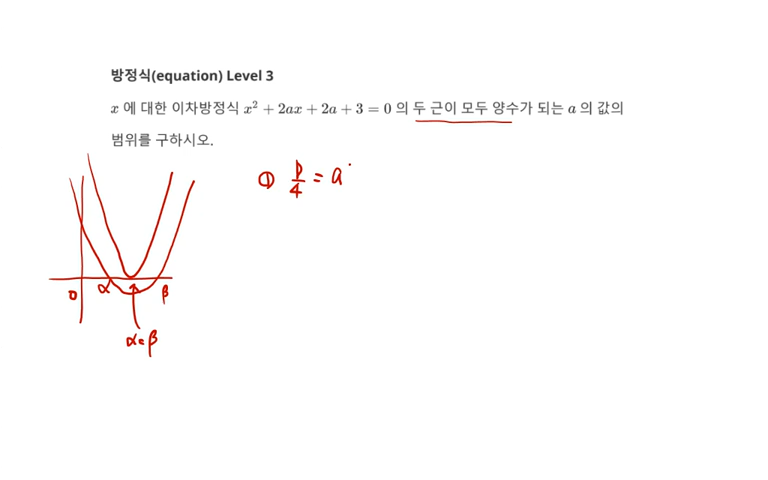 방정식(equation) Level 3
x 에 대한 이차방정식 x² + 2ax + 2a + 3 = 0 의 두 근이 모두 양수가 되는 a 의 값의
범위를 구하시오.
① D/4 = a
0 α β
α=β